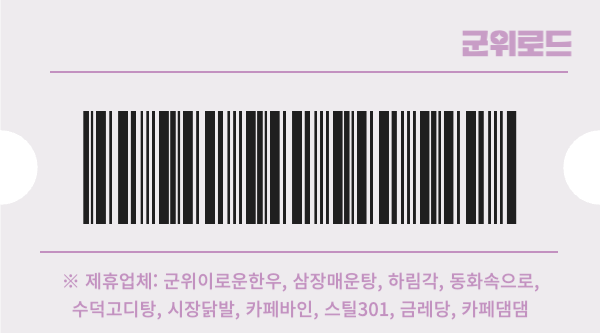 군위로드
※ 제휴업체: 군위이로운한우, 삼장매운탕, 하림각, 동화속으로,
수덕고디탕, 시장닭발, 카페바인, 스틸301, 금레당, 카페댐댐